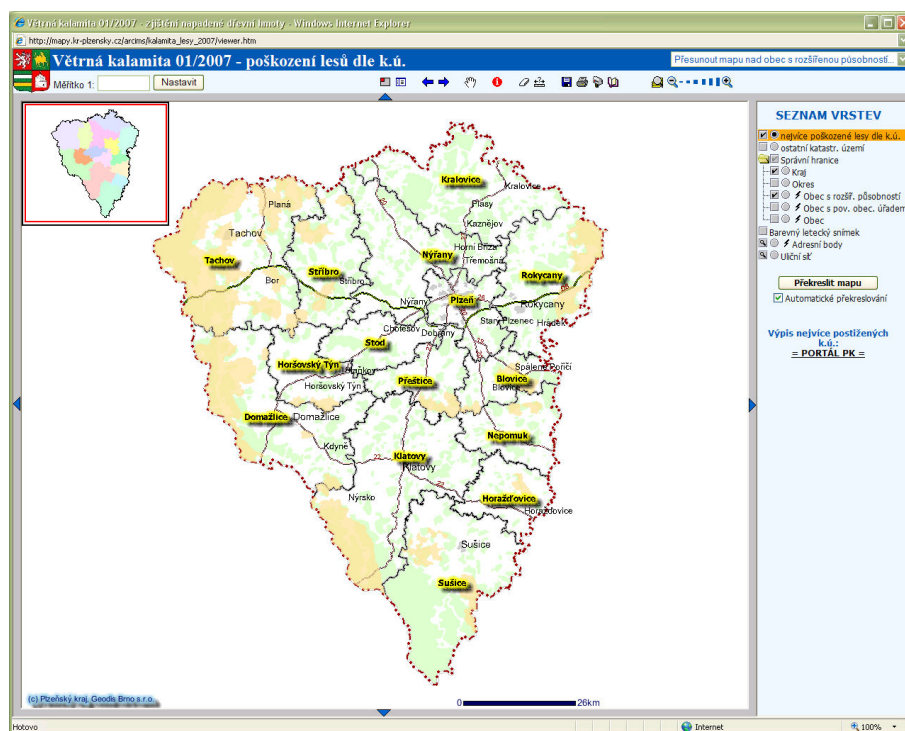 Větrná kalamita 01/2007 - zjištění napadené dřevní hmoty - Windows Internet Explorer
http://mapy.kr-plzensky.cz/arcims/kalamita_lesy_2007/viewer.htm
Větrná kalamita 01/2007 - poškození lesů dle k.ú.
Přesunout mapu nad obec s rozšířenou působností...
Měřítko 1:
Nastavit
SEZNAM VRSTEV
nejvíce poškozené lesy dle k.ú.
ostatní katastr. území
Správní hranice
Kraj
Okres
Obec s rozšíř. působností
Obec s pov. obec. úřadem
Obec
Barevný letecký snímek
Adresní body
Uliční síť
Překreslit mapu
Automatické překreslování
Výpis nejvíce postižených
k.ú.:
= PORTÁL PK =
Kralovice
Kralovice
Planá
Plasy
Kaznějov
Tachov
Horní Bříza
Nýřany
Třemošná
Tachov
Stříbro
Rokycany
Bor
Stříbro
Nýřany
Plzeň
26
Rokycany
Chotěšov
Dobřany
Starý Plzenec
Hrádek
Stod
Horšovský Týn
Spálené Poříčí
Přeštice
Blovice
Blovice
Horšovský Týn
Domažlice
Domažlice
Nepomuk
Kdyně
22
Klatovy
Klatovy
Nýrsko
Horažďovice
Horažďovice
Sušice
Sušice
(c) Plzeňský kraj, Geodis Brno s.r.o.
0
26km
Hotovo
Internet
100%